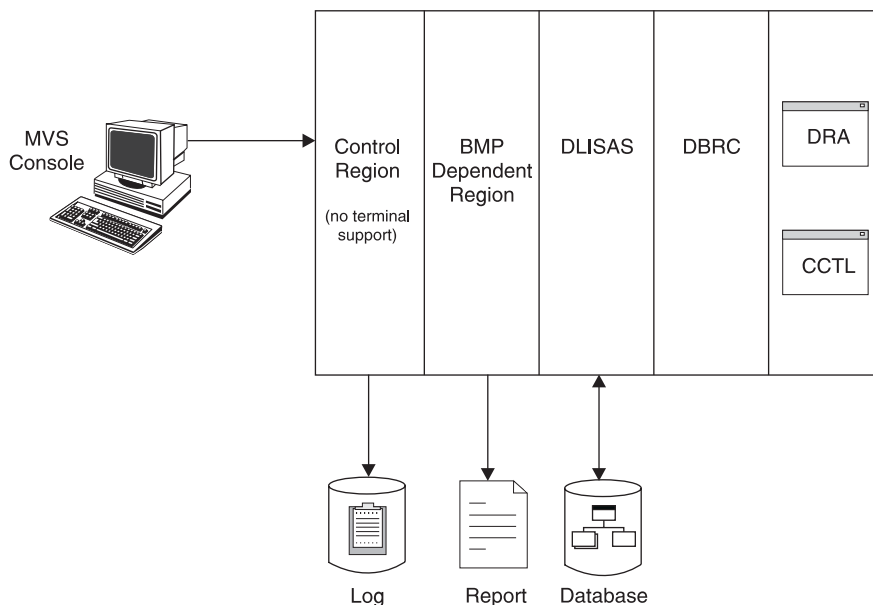 MVS
Console
Control
Region
(no terminal
support)
BMP
Dependent
Region
DLISAS
DBRC
DRA
CCTL
Log
Report
Database